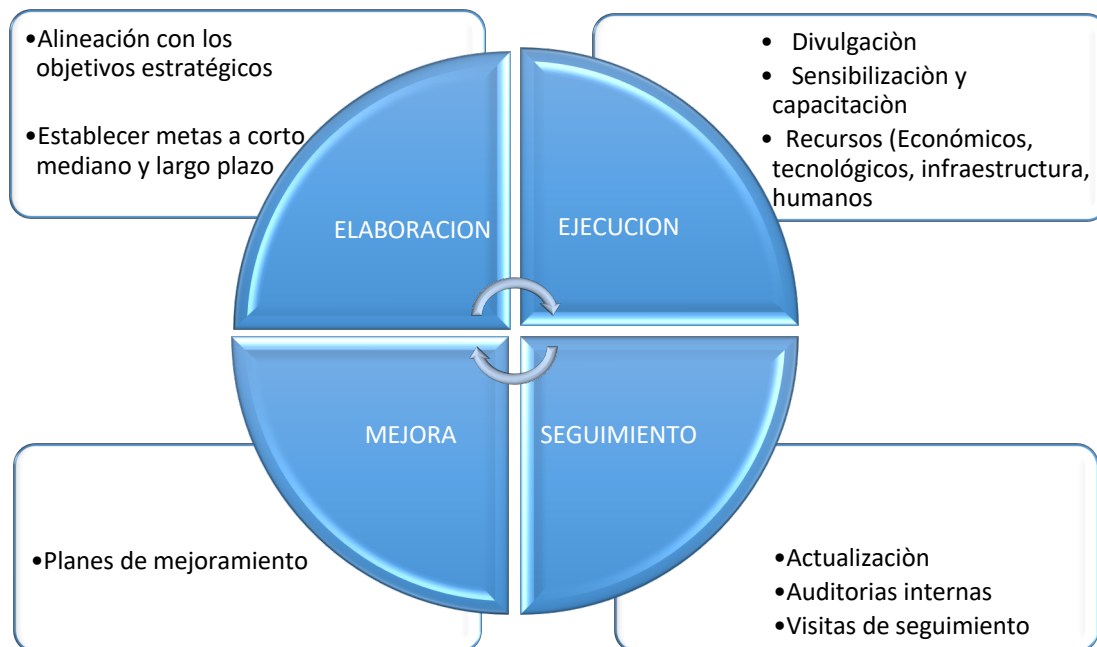 •Alineación con los
objetivos estratégicos
•Establecer metas a corto
mediano y largo plazo
• Divulgaciòn
• Sensibilizaciòn y
capacitaciòn
• Recursos (Económicos,
tecnológicos, infraestructura,
humanos
ELABORACION
EJECUCION
MEJORA
SEGUIMIENTO
•Planes de mejoramiento
•Actualizaciòn
•Auditorias internas
•Visitas de seguimiento